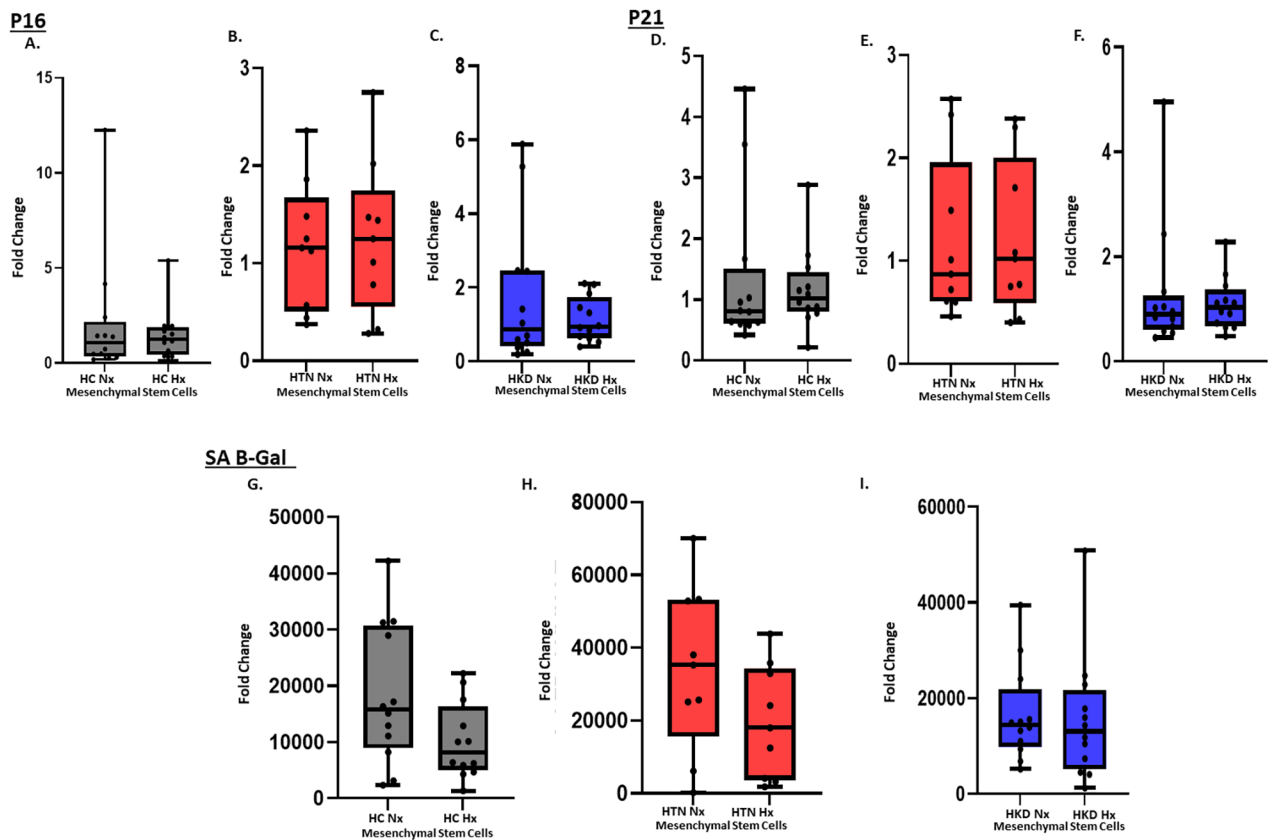 P16
A.
Fold Change
15
10
5
0
HC Nx HC Hx
Mesenchymal Stem Cells
B.
Fold Change
3
2
1
0
HTN Nx HTN Hx
Mesenchymal Stem Cells
C.
Fold Change
8
6
4
2
0
HKD Nx HKD Hx
Mesenchymal Stem Cells
P21
D.
Fold Change
5
4
3
2
1
0
HC Nx HC Hx
Mesenchymal Stem Cells
E.
Fold Change
3
2
1
0
HTN Nx HTN Hx
Mesenchymal Stem Cells
F.
Fold Change
6
4
2
0
HKD Nx HKD Hx
Mesenchymal Stem Cells
SA B-Gal
G.
Fold Change
50000
40000
30000
20000
10000
0
HC Nx HC Hx
Mesenchymal Stem Cells
H.
Fold Change
80000
60000
40000
20000
0
HTN Nx HTN Hx
Mesenchymal Stem Cells
I.
Fold Change
60000
40000
20000
0
HKD Nx HKD Hx
Mesenchymal Stem Cells